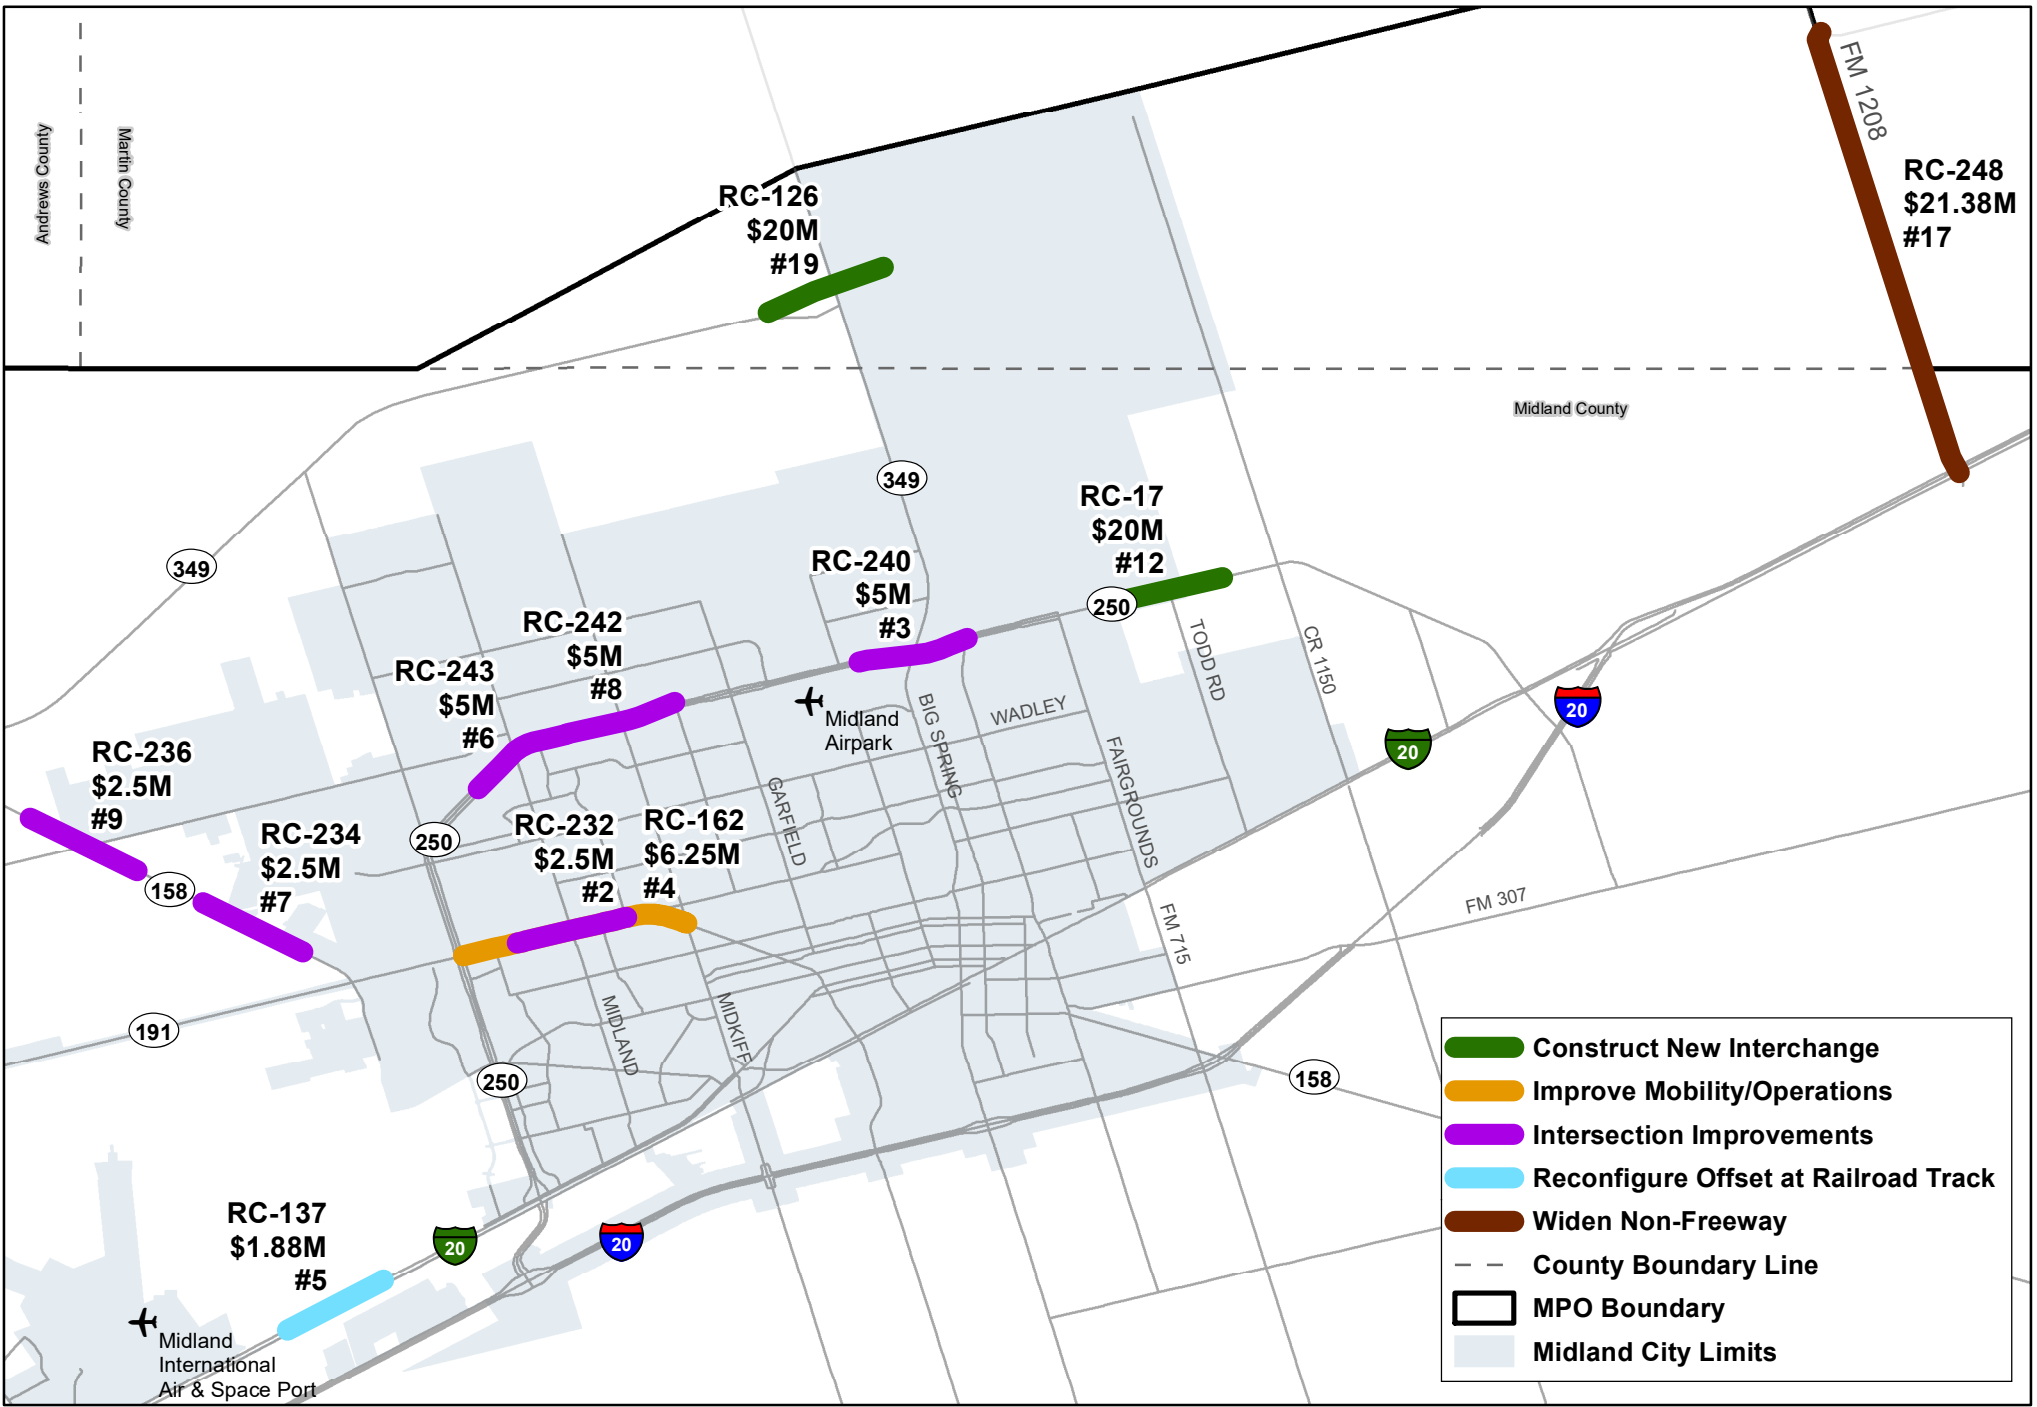 Andrews County
Martin County
FM 1208
RC-248
$21.38M
#17
RC-126
$20M
#19
Midland County
349
RC-17
$20M
#12
349
RC-240
$5M
#3
250
RC-242
$5M
#8
TODD RD
CR 1150
RC-243
$5M
#6
20
20
Midland
Airpark
BIG SPRING
WADLEY
FAIRGROUNDS
RC-236
$2.5M
#9
GARFIELD
RC-234
$2.5M
#7
250
RC-232
$2.5M
#2
RC-162
$6.25M
#4
158
FM 307
FM 715
191
MIDLAND
MIDKIFF
250
158
RC-137
$1.88M
#5
20
20
Midland
International
Air & Space Port
Construct New Interchange
Improve Mobility/Operations
Intersection Improvements
Reconfigure Offset at Railroad Track
Widen Non-Freeway
County Boundary Line
MPO Boundary
Midland City Limits